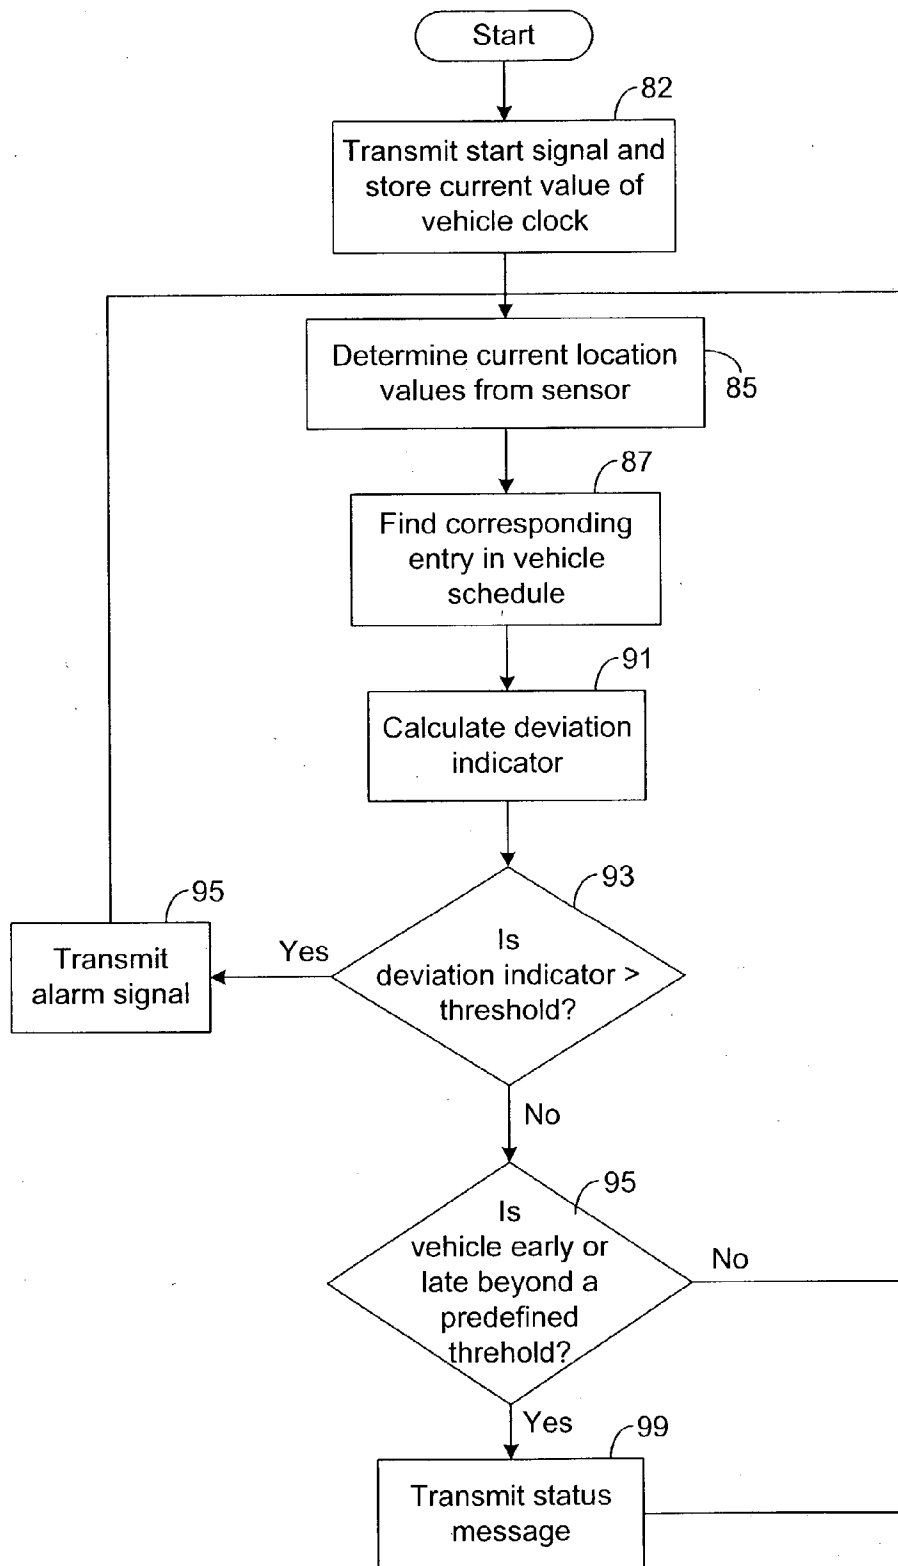 Start
82
Transmit start signal and
store current value of
vehicle clock
Determine current location
values from sensor
85
87
Find corresponding
entry in vehicle
schedule
91
Calculate deviation
indicator
93
Is
deviation indicator >
threshold?
Yes
95
Transmit
alarm signal
No
95
Is
vehicle early or
late beyond a
predefined
threhold?
No
Yes
99
Transmit status
message